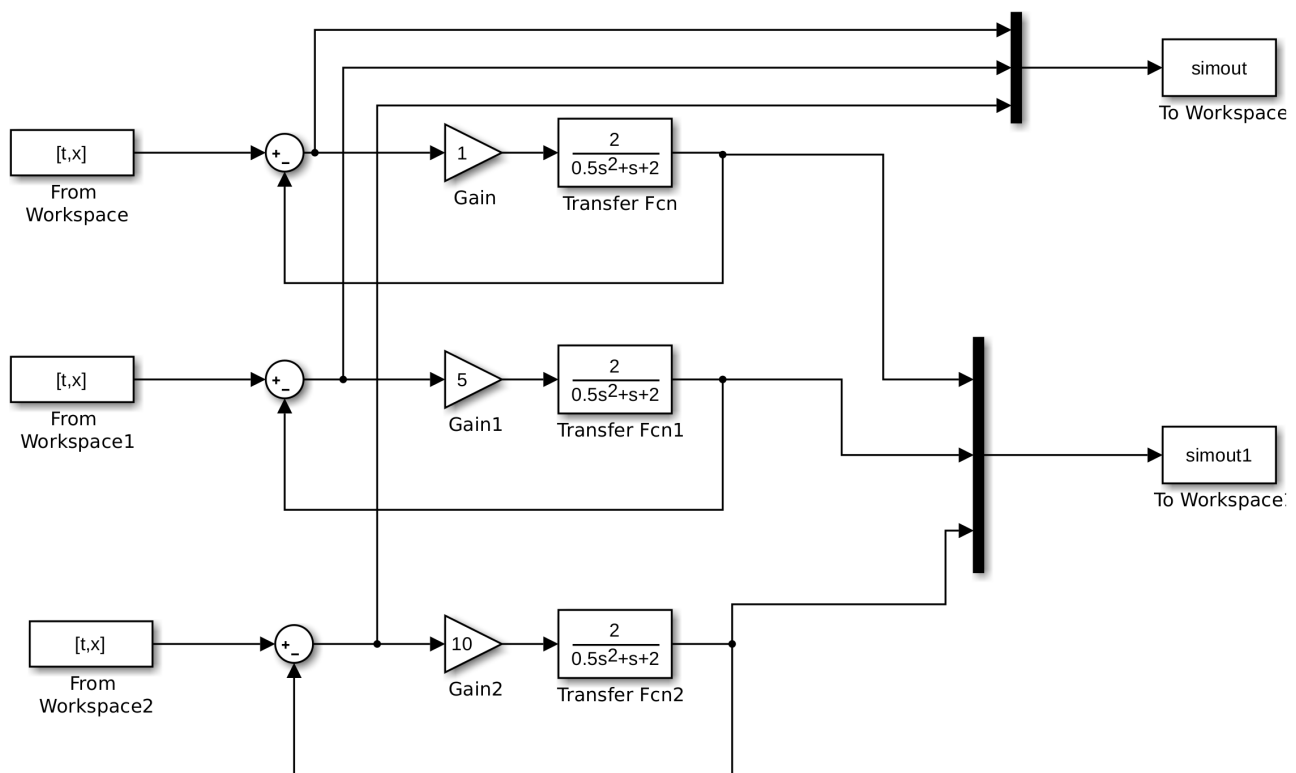 simout
To Workspace
[t,x]
From
Workspace
+
−
1
Gain
2
0.5s²+s+2
Transfer Fcn
[t,x]
From
Workspace1
+
−
5
Gain1
2
0.5s²+s+2
Transfer Fcn1
simout1
To Workspace
[t,x]
From
Workspace2
+
−
10
Gain2
2
0.5s²+s+2
Transfer Fcn2